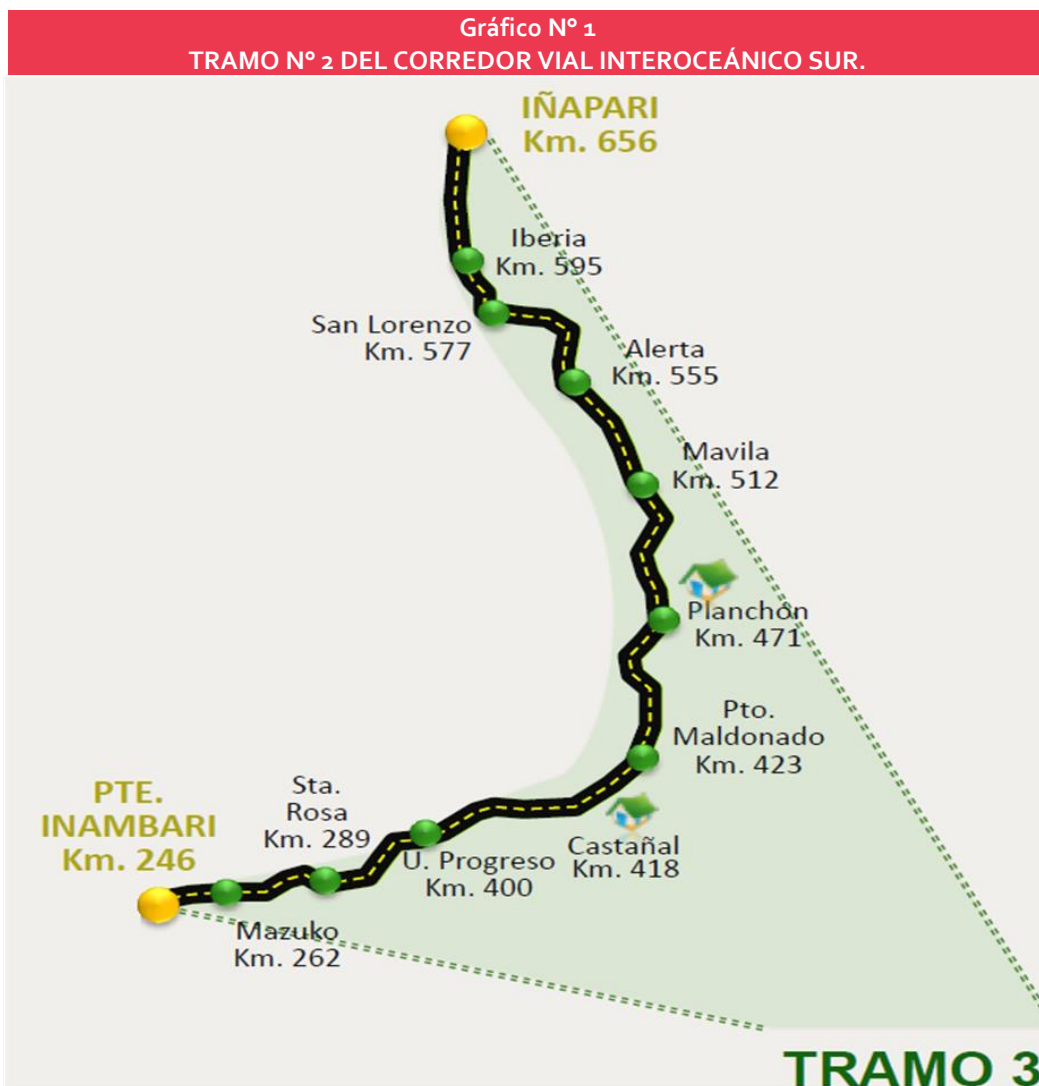 Gráfico Nº 1
TRAMO Nº 2 DEL CORREDOR VIAL INTEROCEÁNICO SUR.
IÑAPARI
Km. 656
Iberia
Km. 595
San Lorenzo
Km. 577
Alerta
Km. 555
Mavila
Km. 512
Planchón
Km. 471
Pto.
Maldonado
Km. 423
Castañal
Km. 418
U. Progreso
Km. 400
Sta.
Rosa
Km. 289
PTE.
INAMBARI
Km. 246
Mazuko
Km. 262
TRAMO 3